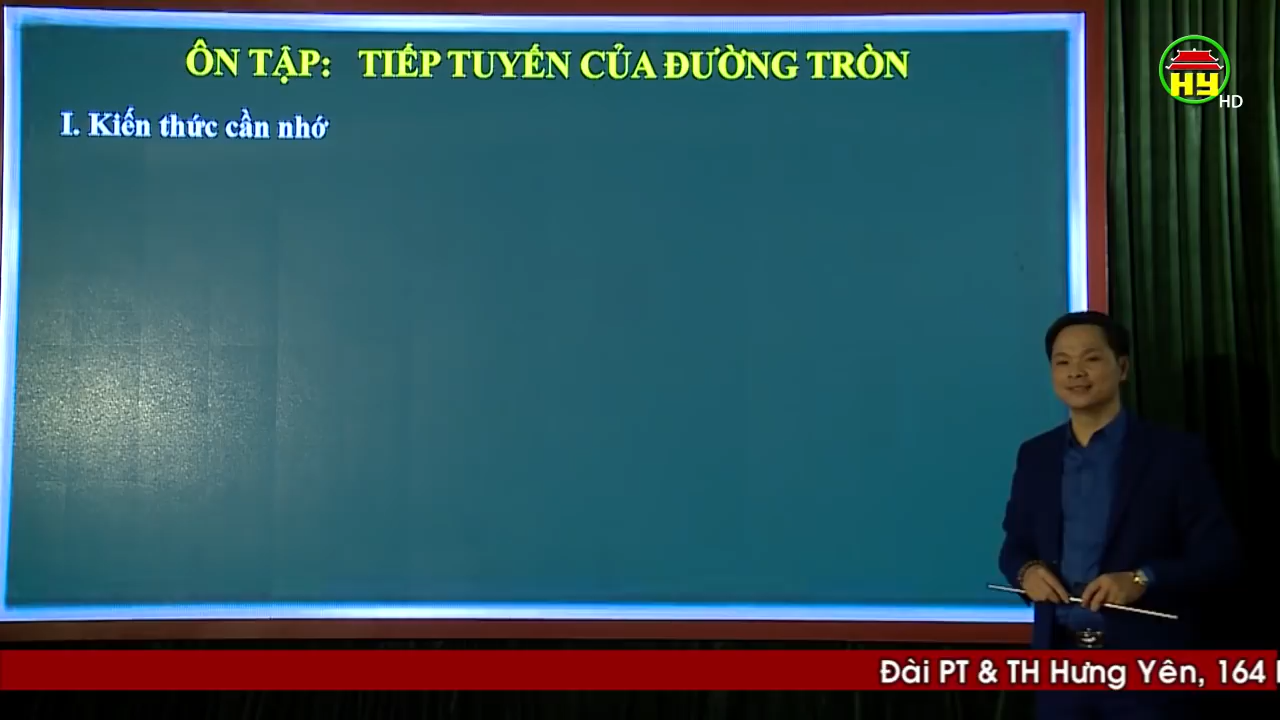 ÔN TẬP: TIẾP TUYẾN CỦA ĐƯỜNG TRÒN
HY
HD
I. Kiến thức cần nhớ
Đài PT & TH Hưng Yên, 164